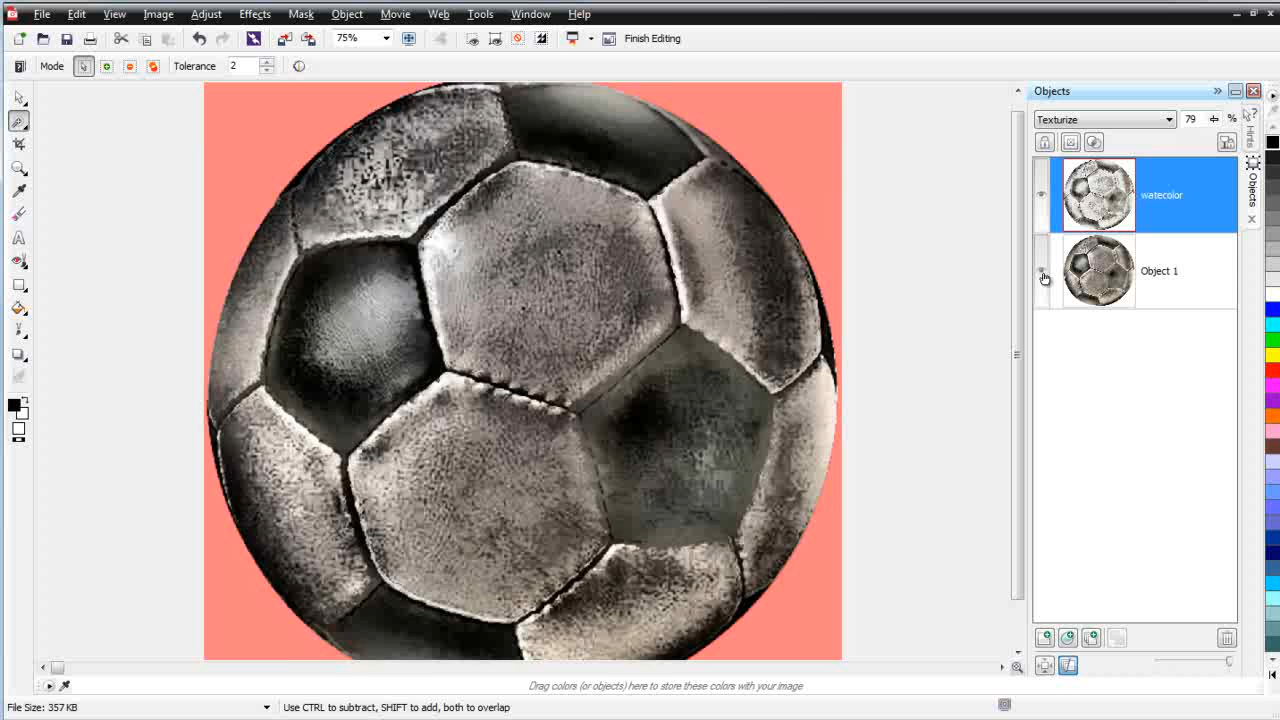 File Edit View Image Adjust Effects Mask Object Movie Web Tools Window Help
75% Finish Editing
Mode Tolerance 2
Objects
Texturize 79 %
watecolor
Object 1
Hints
Objects
Drag colors (or objects) here to store these colors with your image
File Size: 357 KB Use CTRL to subtract, SHIFT to add, both to overlap